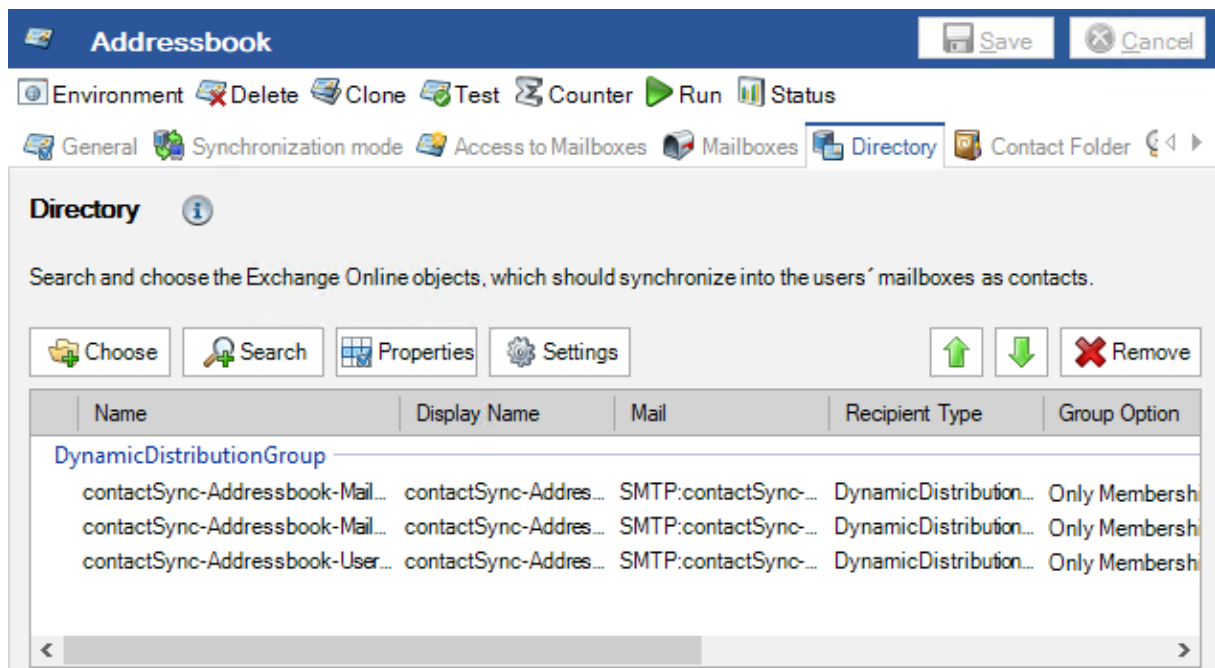 Addressbook Save Cancel
Environment Delete Clone Test Counter Run Status
General Synchronization mode Access to Mailboxes Mailboxes Directory Contact Folder
Directory
Search and choose the Exchange Online objects, which should synchronize into the users´ mailboxes as contacts.
Choose Search Properties Settings Remove
Name Display Name Mail Recipient Type Group Option
DynamicDistributionGroup
contactSync-Addressbook-Mail... contactSync-Addres... SMTP:contactSync-... DynamicDistribution... Only Membershi
contactSync-Addressbook-Mail... contactSync-Addres... SMTP:contactSync-... DynamicDistribution... Only Membershi
contactSync-Addressbook-User... contactSync-Addres... SMTP:contactSync-... DynamicDistribution... Only Membershi